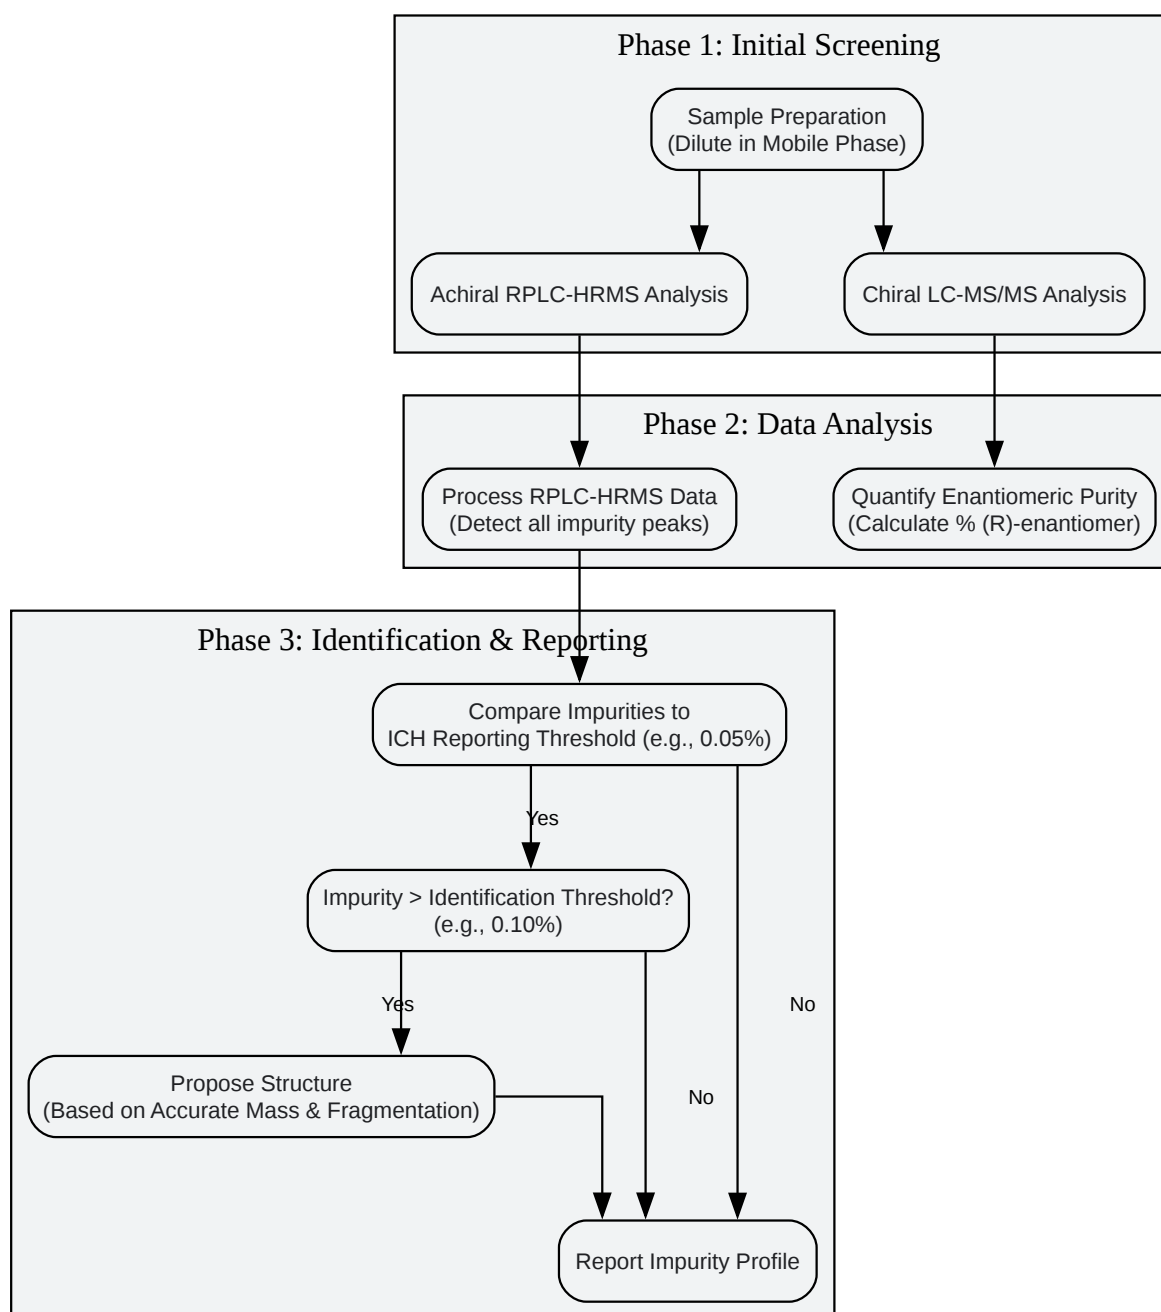 Phase 1: Initial Screening
Sample Preparation
(Dilute in Mobile Phase)
Achiral RPLC-HRMS Analysis
Chiral LC-MS/MS Analysis
Phase 2: Data Analysis
Process RPLC-HRMS Data
(Detect all impurity peaks)
Quantify Enantiomeric Purity
(Calculate % (R)-enantiomer)
Phase 3: Identification & Reporting
Compare Impurities to
ICH Reporting Threshold (e.g., 0.05%)
Yes
Impurity > Identification Threshold?
(e.g., 0.10%)
Yes
No
Propose Structure
(Based on Accurate Mass & Fragmentation)
No
Report Impurity Profile